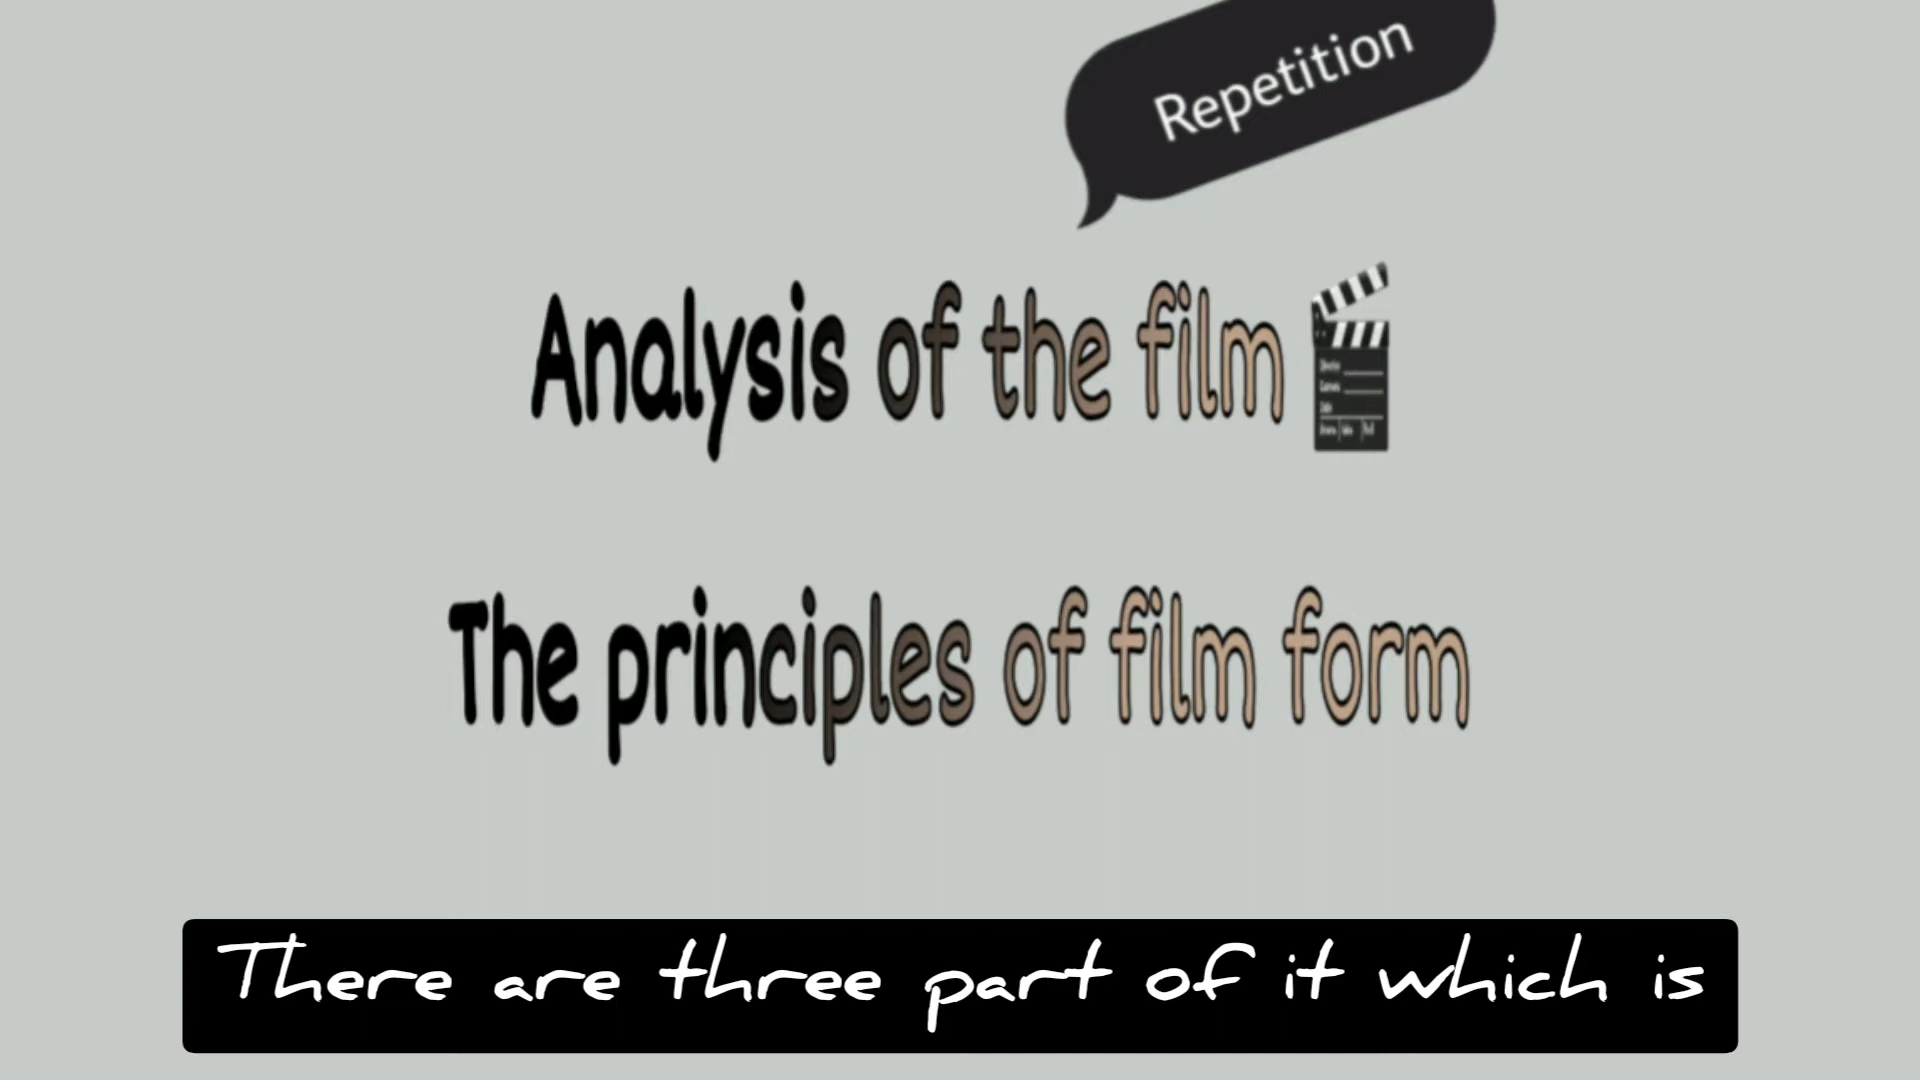 Repetition
Analysis of the film
The principles of film form
There are three part of it which is